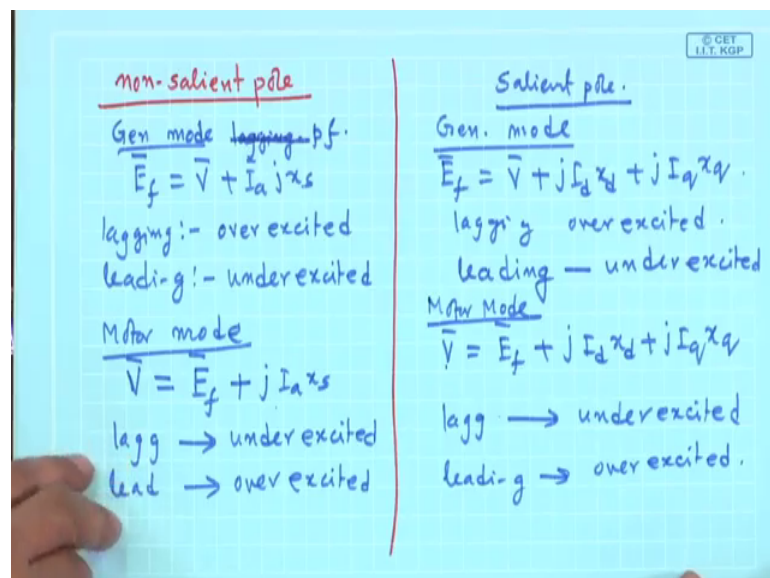 © CET
I.I.T. KGP
non-salient pole
Gen mode lagging pf.
Ēf = V̄ + Īa jxs
lagging:- over excited
leading:- under excited
Motor mode
V̄ = Ēf + j Ia xs
lagg → under excited
lead → over excited
Salient pole.
Gen. mode
Ēf = V̄ + j Id xd + j Iq xq.
lagging over excited.
leading — under excited
Motor Mode
V̄ = Ēf + j Id xd + j Iq xq
lagg → under excited
leading → over excited.